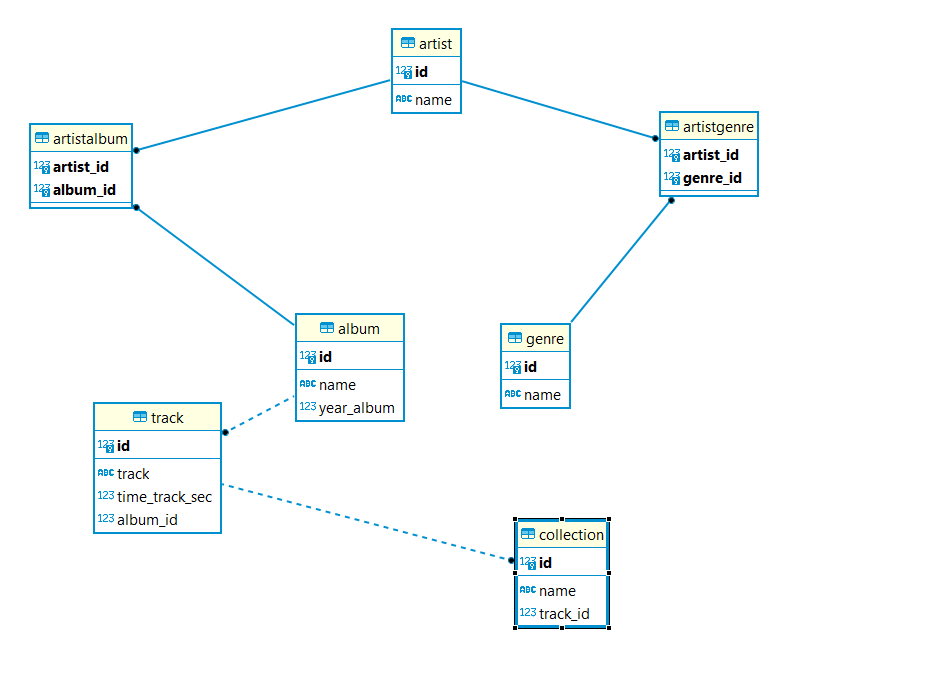 artist
123 id
ABC name
artistalbum
123 artist_id
123 album_id
artistgenre
123 artist_id
123 genre_id
album
123 id
ABC name
123 year_album
genre
123 id
ABC name
track
123 id
ABC track
123 time_track_sec
123 album_id
collection
123 id
ABC name
123 track_id